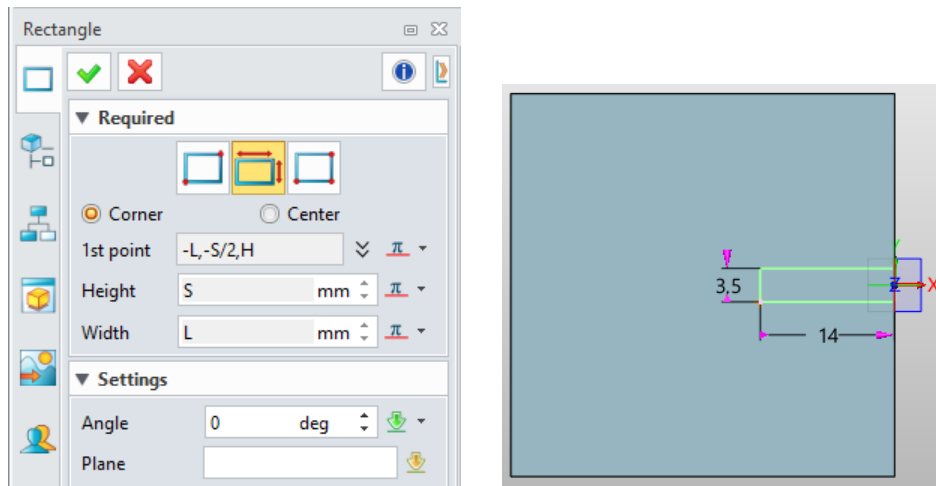 Rectangle
Required
Corner Center
1st point -L,-S/2,H π
Height S mm π
Width L mm π
Settings
Angle 0 deg
Plane
3,5
14
Y
Z X